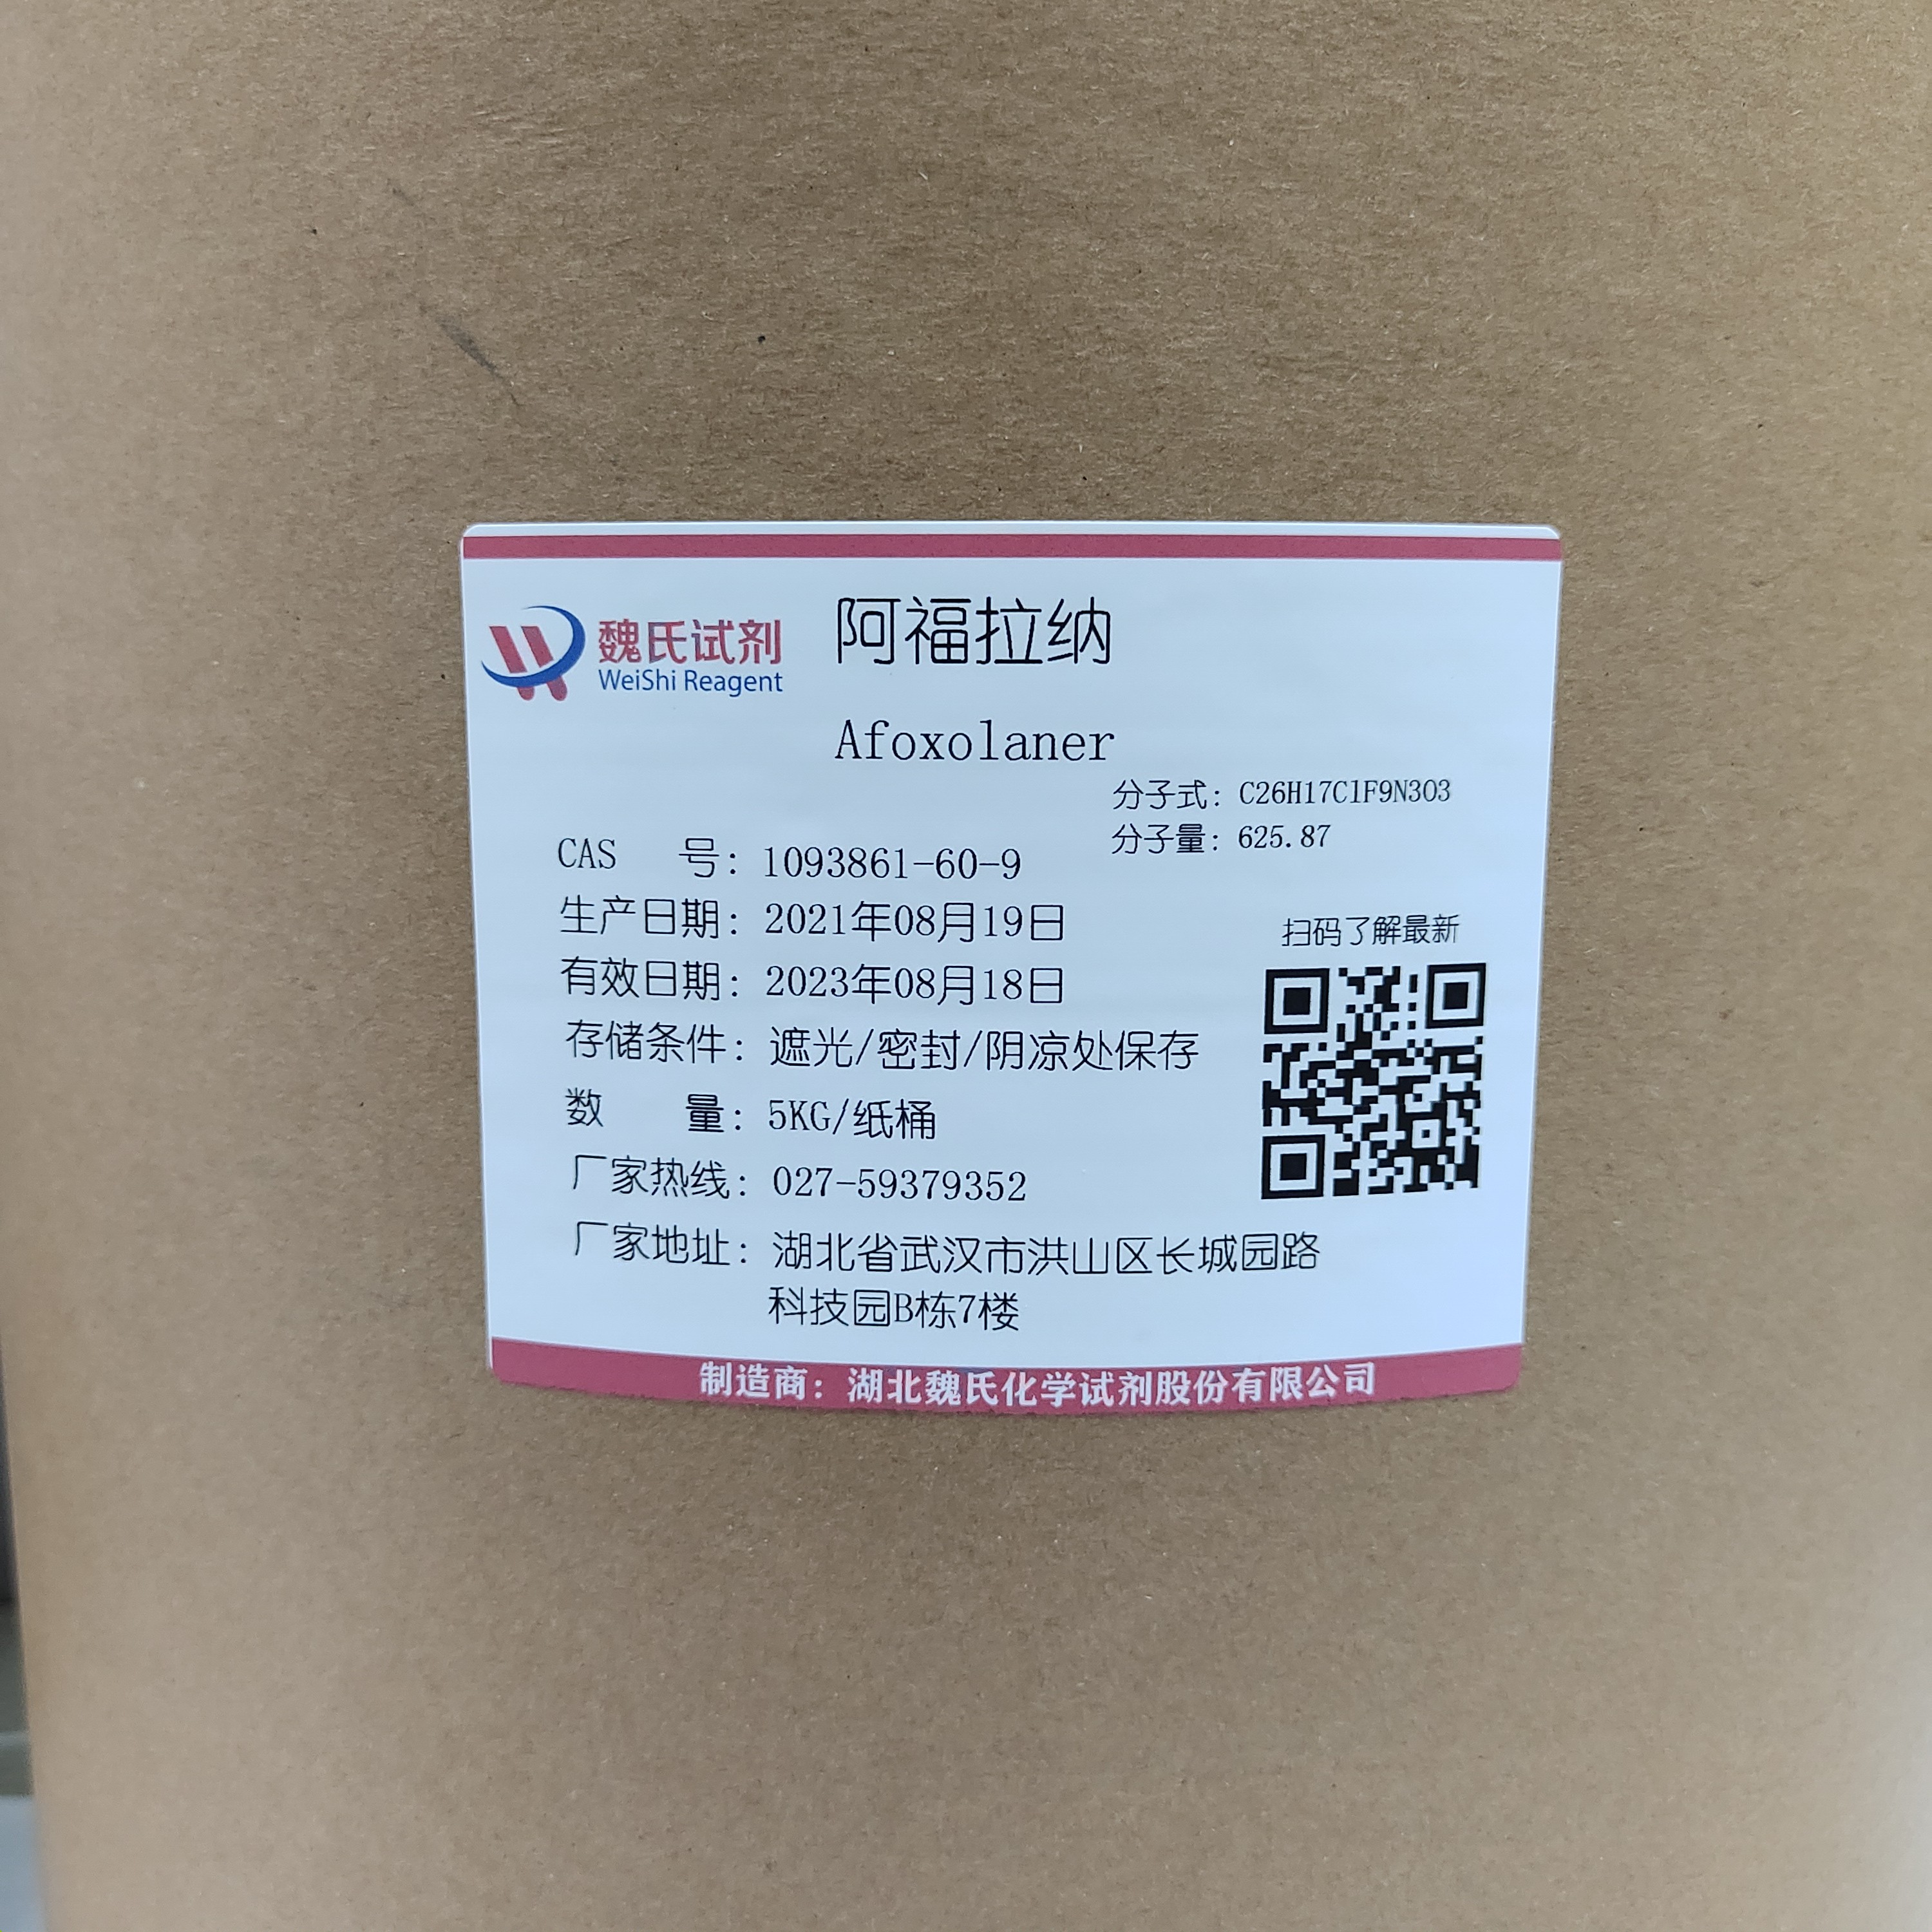 魏氏试剂
WeiShi Reagent
阿福拉纳
Afoxolaner
分子式：C26H17ClF9N3O3
分子量：625.87
CAS 号：1093861-60-9
生产日期：2021年08月19日
有效日期：2023年08月18日
存储条件：遮光/密封/阴凉处保存
数 量：5KG/纸桶
厂家热线：027-59379352
厂家地址：湖北省武汉市洪山区长城园路
科技园B栋7楼
扫码了解最新
制造商：湖北魏氏化学试剂股份有限公司